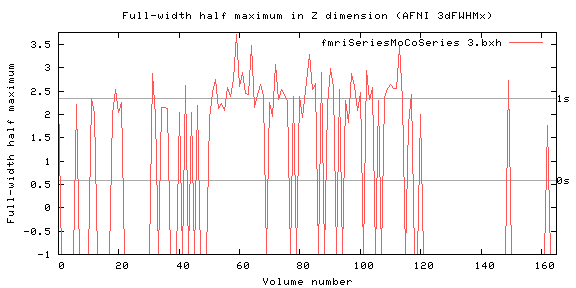 Full-width half maximum in Z dimension (AFNI 3dFWHMx)
fmriSeriesMoCoSeries 3.bxh
Full-width half maximum
3.5
3
2.5
2
1.5
1
0.5
0
-0.5
-1
1s
0s
0 20 40 60 80 100 120 140 160
Volume number